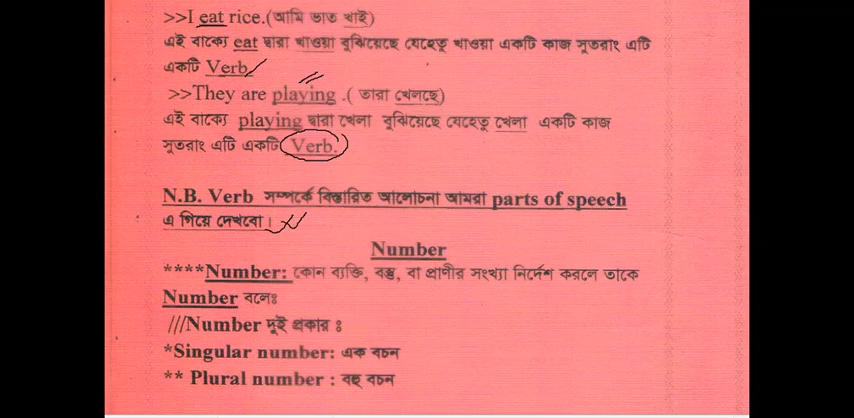 >>I eat rice.(আমি ভাত খাই)
এই বাক্যে eat দ্বারা খাওয়া বুঝিয়েছে যেহেতু খাওয়া একটি কাজ সুতরাং এটি
একটি Verb
>>They are playing .( তারা খেলছে)
এই বাক্যে playing দ্বারা খেলা বুঝিয়েছে যেহেতু খেলা একটি কাজ
সুতরাং এটি একটি Verb.
N.B. Verb সম্পর্কে বিস্তারিত আলোচনা আমরা parts of speech
এ গিয়ে দেখবো।
Number
****Number: কোন ব্যক্তি, বস্তু, বা প্রাণীর সংখ্যা নির্দেশ করলে তাকে
Number বলেঃ
///Number দুই প্রকার ঃ
*Singular number: এক বচন
** Plural number : বহু বচন